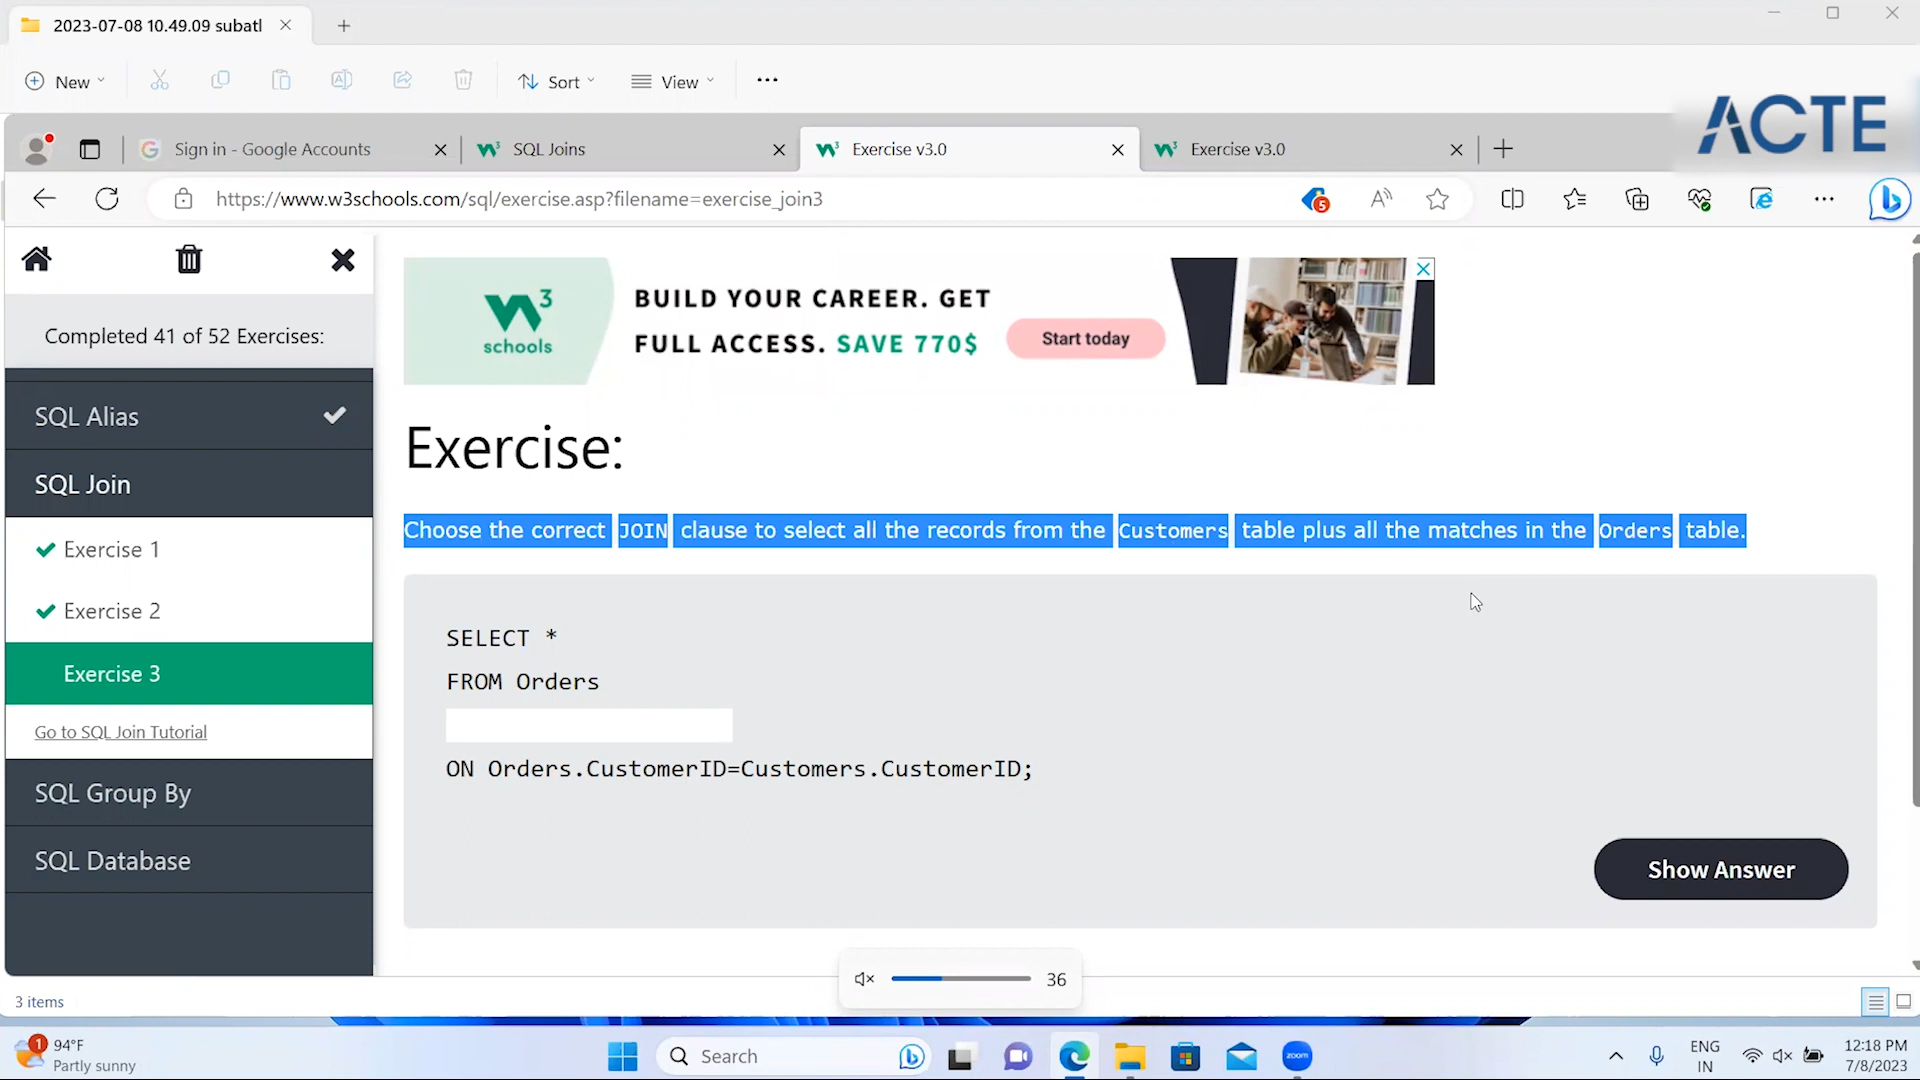 2023-07-08 10.49.09 subatl
New
Sort
View
ACTE
Sign in - Google Accounts
SQL Joins
Exercise v3.0
Exercise v3.0
https://www.w3schools.com/sql/exercise.asp?filename=exercise_join3
5
Completed 41 of 52 Exercises:
SQL Alias
SQL Join
Exercise 1
Exercise 2
Exercise 3
Go to SQL Join Tutorial
SQL Group By
SQL Database
W3
schools
BUILD YOUR CAREER. GET
FULL ACCESS. SAVE 770$
Start today
Exercise:
Choose the correct JOIN clause to select all the records from the Customers table plus all the matches in the Orders table.
SELECT *
FROM Orders
ON Orders.CustomerID=Customers.CustomerID;
Show Answer
36
3 items
1
94°F
Partly sunny
Search
zoom
ENG
IN
12:18 PM
7/8/2023